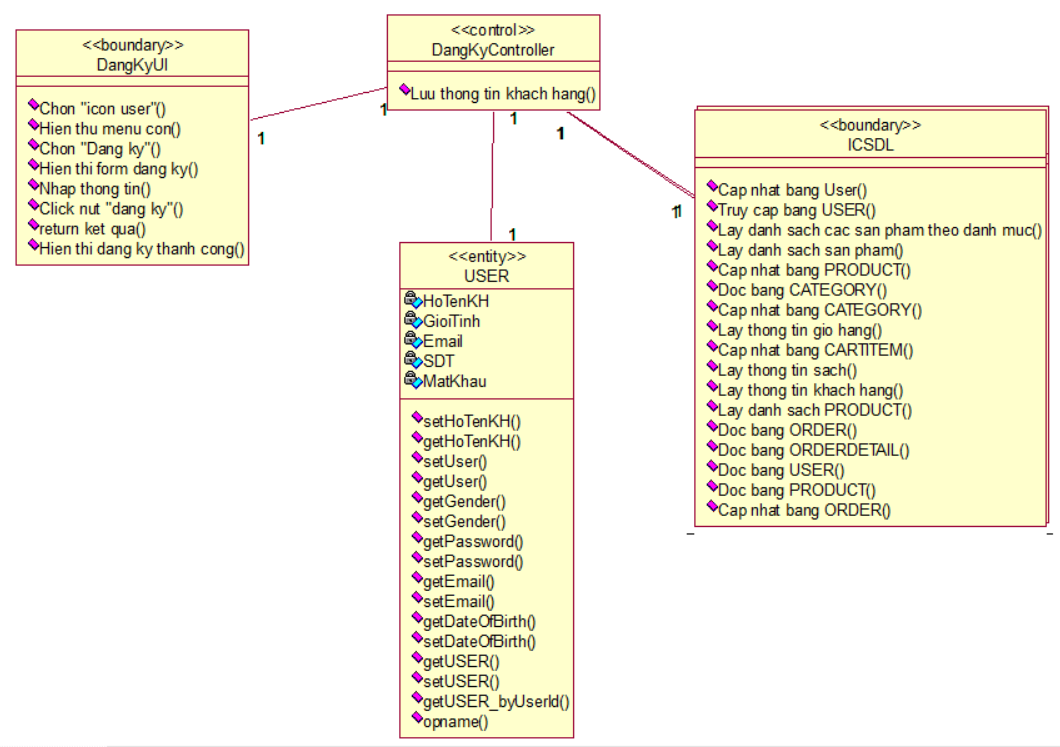 <<boundary>>
DangKyUI
Chon "icon user"()
Hien thu menu con()
Chon "Dang ky"()
Hien thi form dang ky()
Nhap thong tin()
Click nut "dang ky"()
return ket qua()
Hien thi dang ky thanh cong()
1
1
<<control>>
DangKyController
Luu thong tin khach hang()
1
1
1
11
<<entity>>
USER
HoTenKH
GioiTinh
Email
SDT
MatKhau
setHoTenKH()
getHoTenKH()
setUser()
getUser()
getGender()
setGender()
getPassword()
setPassword()
getEmail()
setEmail()
getDateOfBirth()
setDateOfBirth()
getUSER()
setUSER()
getUSER_byUserId()
opname()
<<boundary>>
ICSDL
Cap nhat bang User()
Truy cap bang USER()
Lay danh sach cac san pham theo danh muc()
Lay danh sach san pham()
Cap nhat bang PRODUCT()
Doc bang CATEGORY()
Cap nhat bang CATEGORY()
Lay thong tin gio hang()
Cap nhat bang CARTITEM()
Lay thong tin sach()
Lay thong tin khach hang()
Lay danh sach PRODUCT()
Doc bang ORDER()
Doc bang ORDERDETAIL()
Doc bang USER()
Doc bang PRODUCT()
Cap nhat bang ORDER()